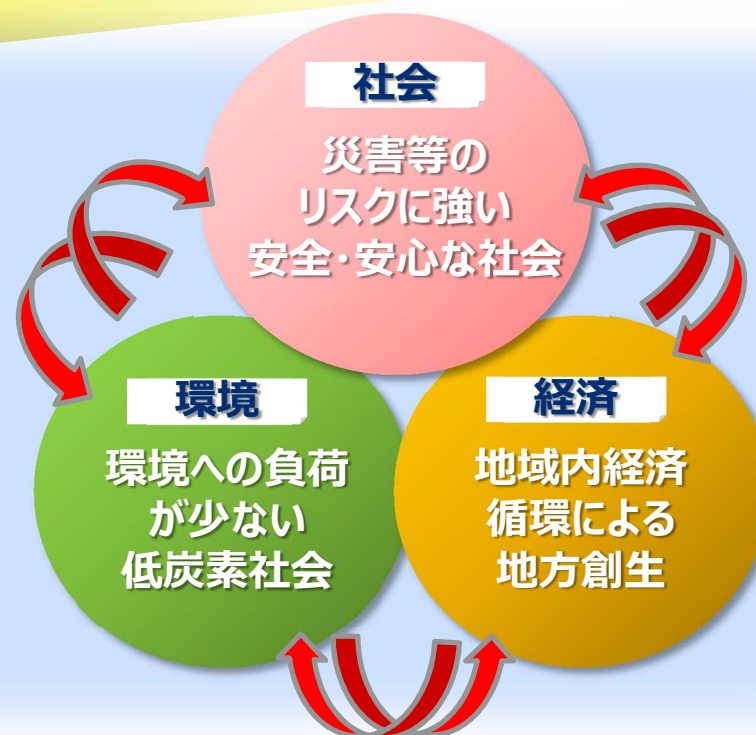 社会
災害等の
リスクに強い
安全・安心な社会
環境
環境への負荷
が少ない
低炭素社会
経済
地域内経済
循環による
地方創生